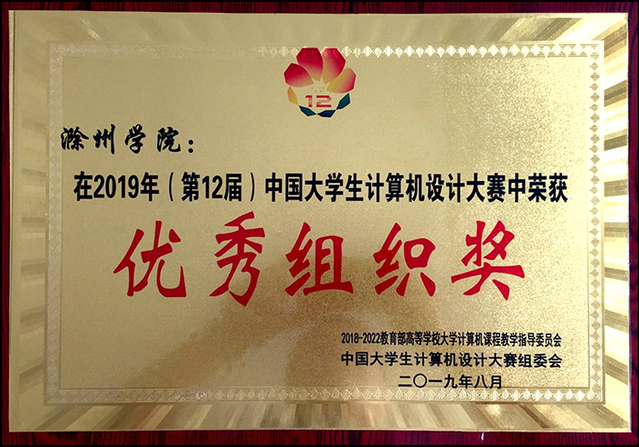 12
滁州学院：
在2019年（第12届）中国大学生计算机设计大赛中荣获
优秀组织奖
2018-2022教育部高等学校大学计算机课程教学指导委员会
中国大学生计算机设计大赛组委会
二〇一九年八月